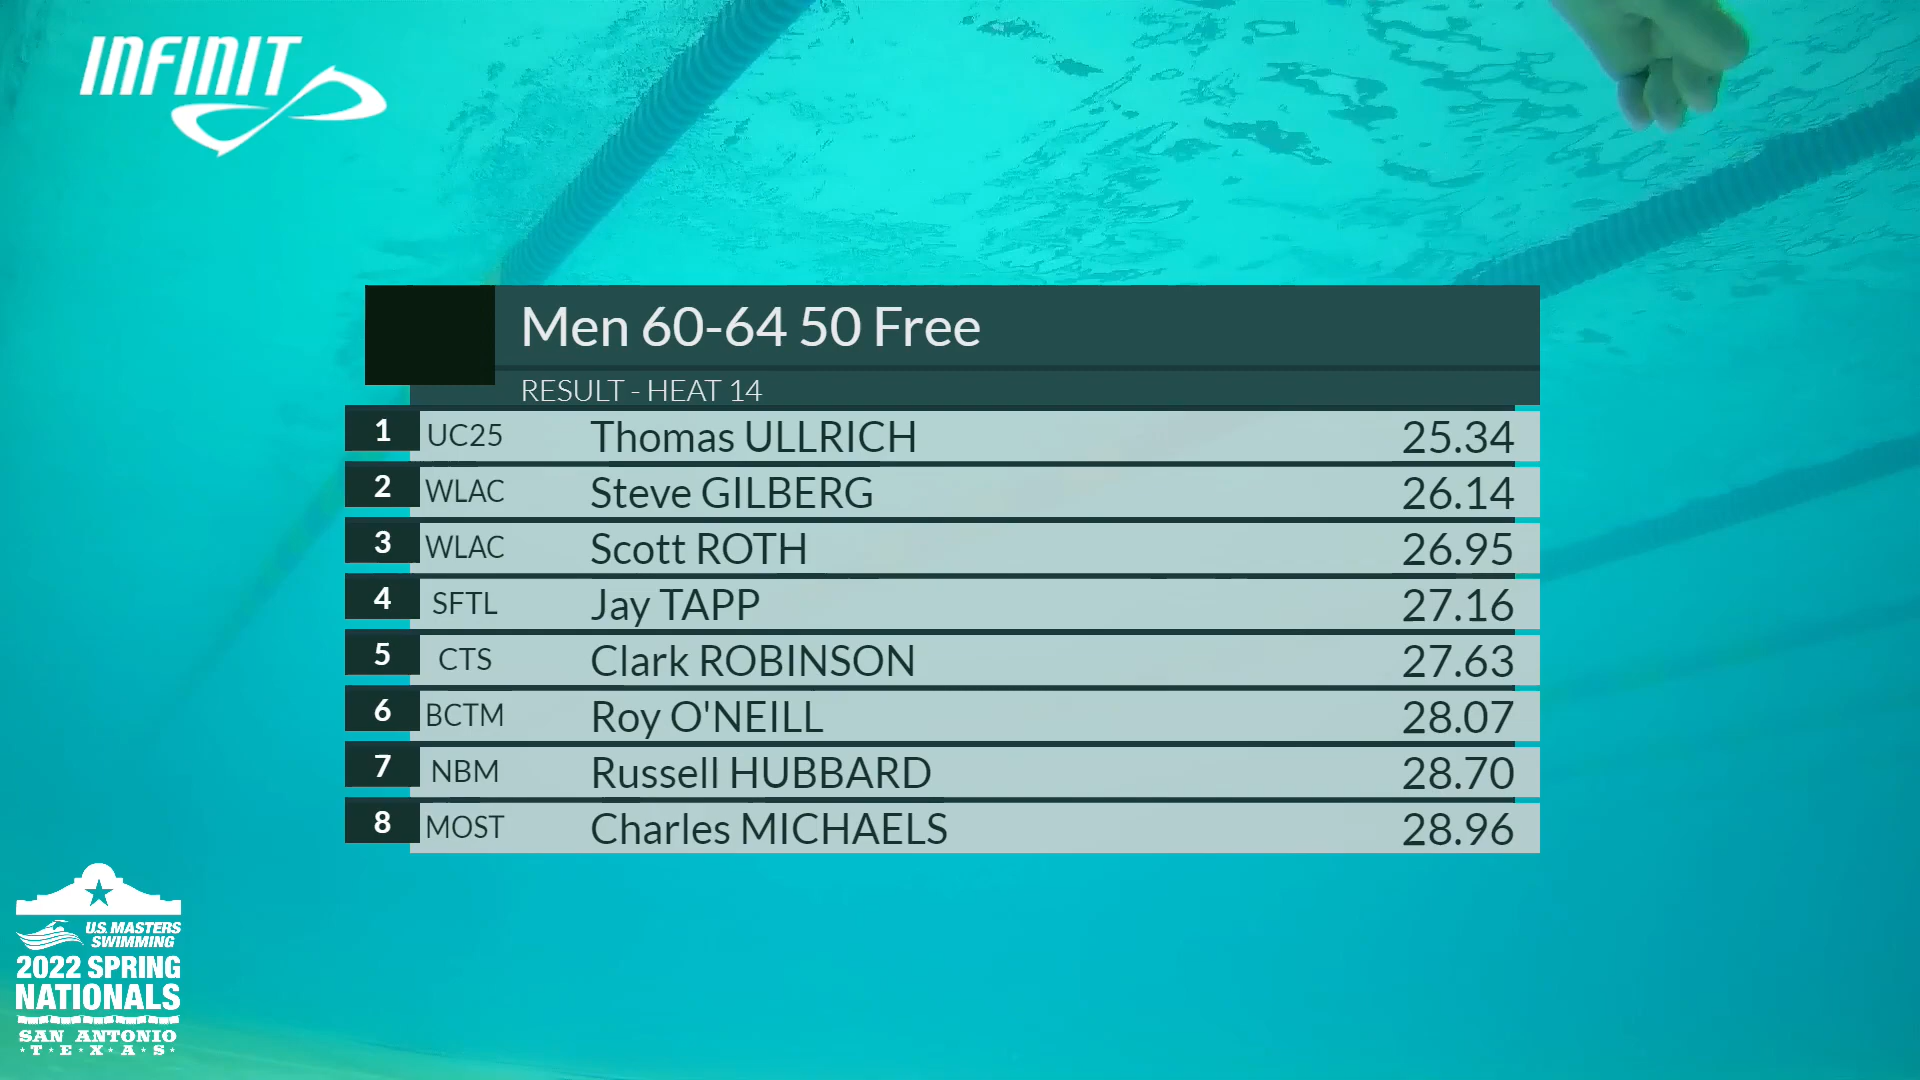 INFINIT
Men 60-64 50 Free
RESULT - HEAT 14
1 UC25 Thomas ULLRICH 25.34
2 WLAC Steve GILBERG 26.14
3 WLAC Scott ROTH 26.95
4 SFTL Jay TAPP 27.16
5 CTS Clark ROBINSON 27.63
6 BCTM Roy O'NEILL 28.07
7 NBM Russell HUBBARD 28.70
8 MOST Charles MICHAELS 28.96
U.S. MASTERS
SWIMMING
2022 SPRING
NATIONALS
SAN ANTONIO
T·E·X·A·S